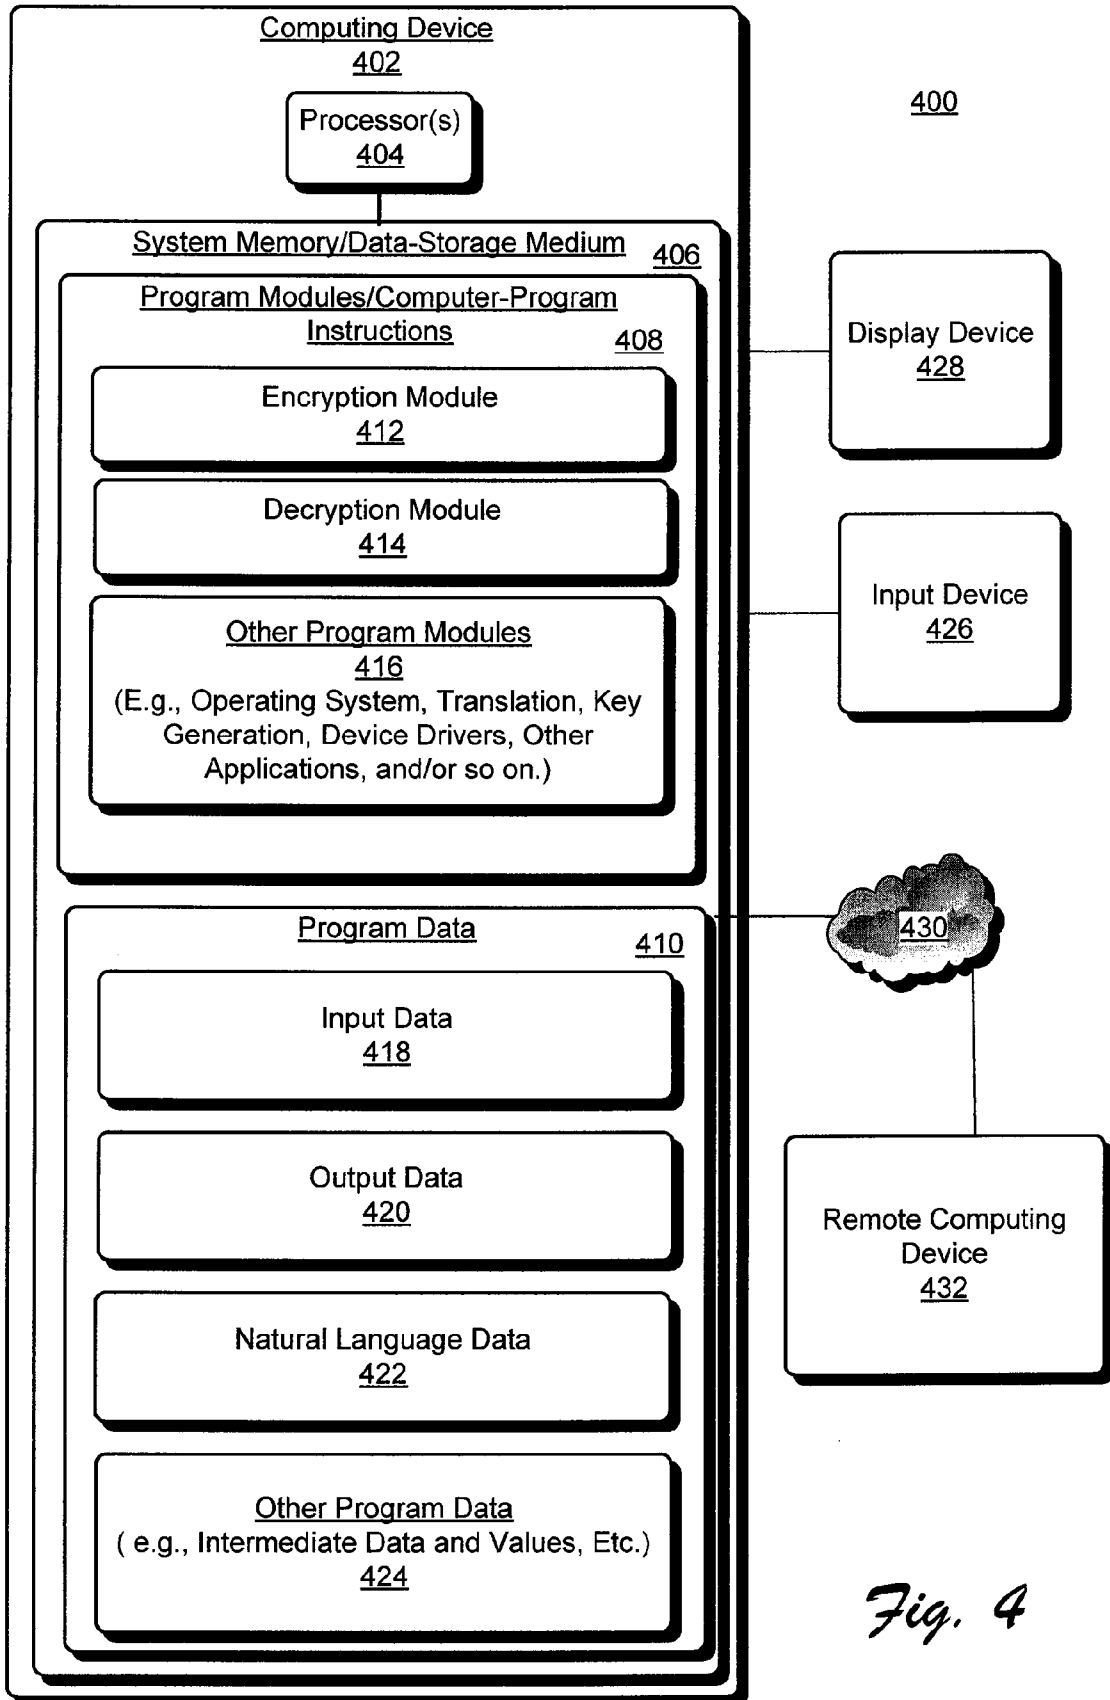 Computing Device
402
400
Processor(s)
404
System Memory/Data-Storage Medium
406
Program Modules/Computer-Program
Instructions
408
Encryption Module
412
Decryption Module
414
Other Program Modules
416
(E.g., Operating System, Translation, Key
Generation, Device Drivers, Other
Applications, and/or so on.)
Display Device
428
Input Device
426
Program Data
410
430
Input Data
418
Output Data
420
Natural Language Data
422
Other Program Data
( e.g., Intermediate Data and Values, Etc.)
424
Remote Computing
Device
432
Fig. 4